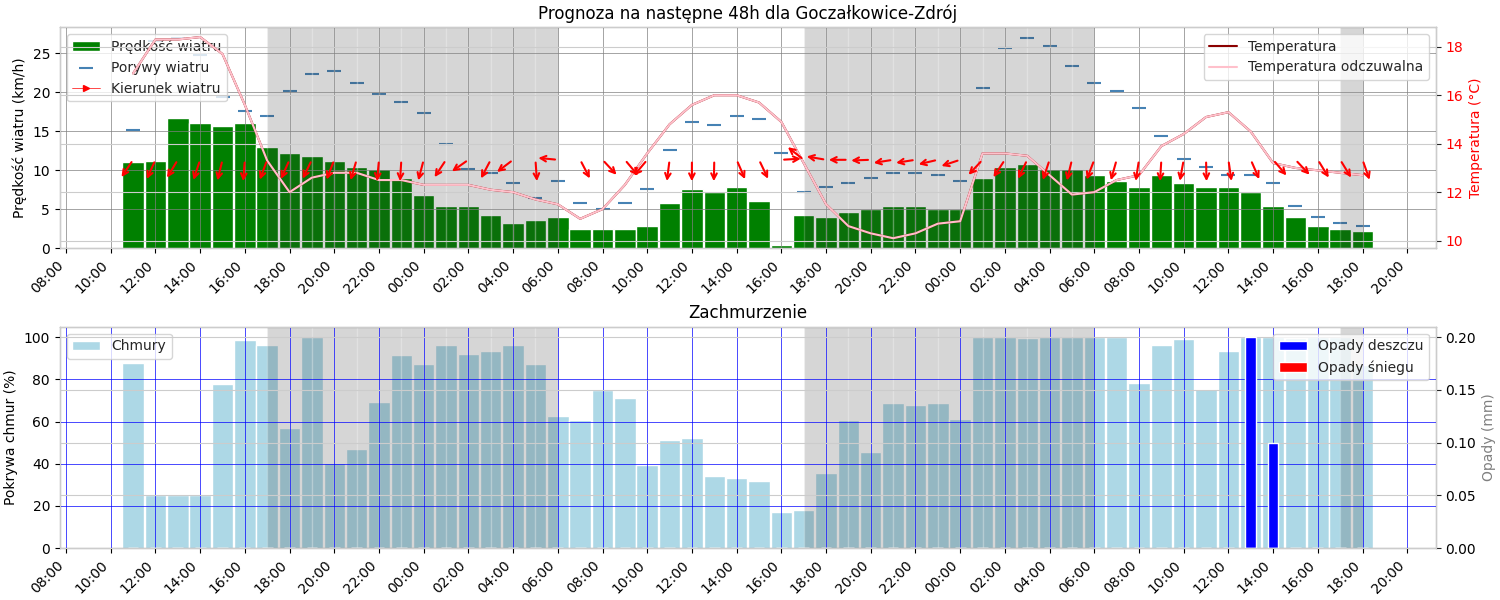 Prognoza na następne 48h dla Goczałkowice-Zdrój
Prędkość wiatru (km/h)
25
20
15
10
5
0
Prędkość wiatru
Porywy wiatru
Kierunek wiatru
Temperatura
Temperatura odczuwalna
18
16
14
12
10
Temperatura (°C)
08:00 10:00 12:00 14:00 16:00 18:00 20:00 22:00 00:00 02:00 04:00 06:00 08:00 10:00 12:00 14:00 16:00 18:00 20:00 22:00 00:00 02:00 04:00 06:00 08:00 10:00 12:00 14:00 16:00 18:00 20:00
Zachmurzenie
Pokrywa chmur (%)
100
80
60
40
20
0
Chmury
Opady deszczu
Opady śniegu
0.20
0.15
0.10
0.05
0.00
Opady (mm)
08:00 10:00 12:00 14:00 16:00 18:00 20:00 22:00 00:00 02:00 04:00 06:00 08:00 10:00 12:00 14:00 16:00 18:00 20:00 22:00 00:00 02:00 04:00 06:00 08:00 10:00 12:00 14:00 16:00 18:00 20:00